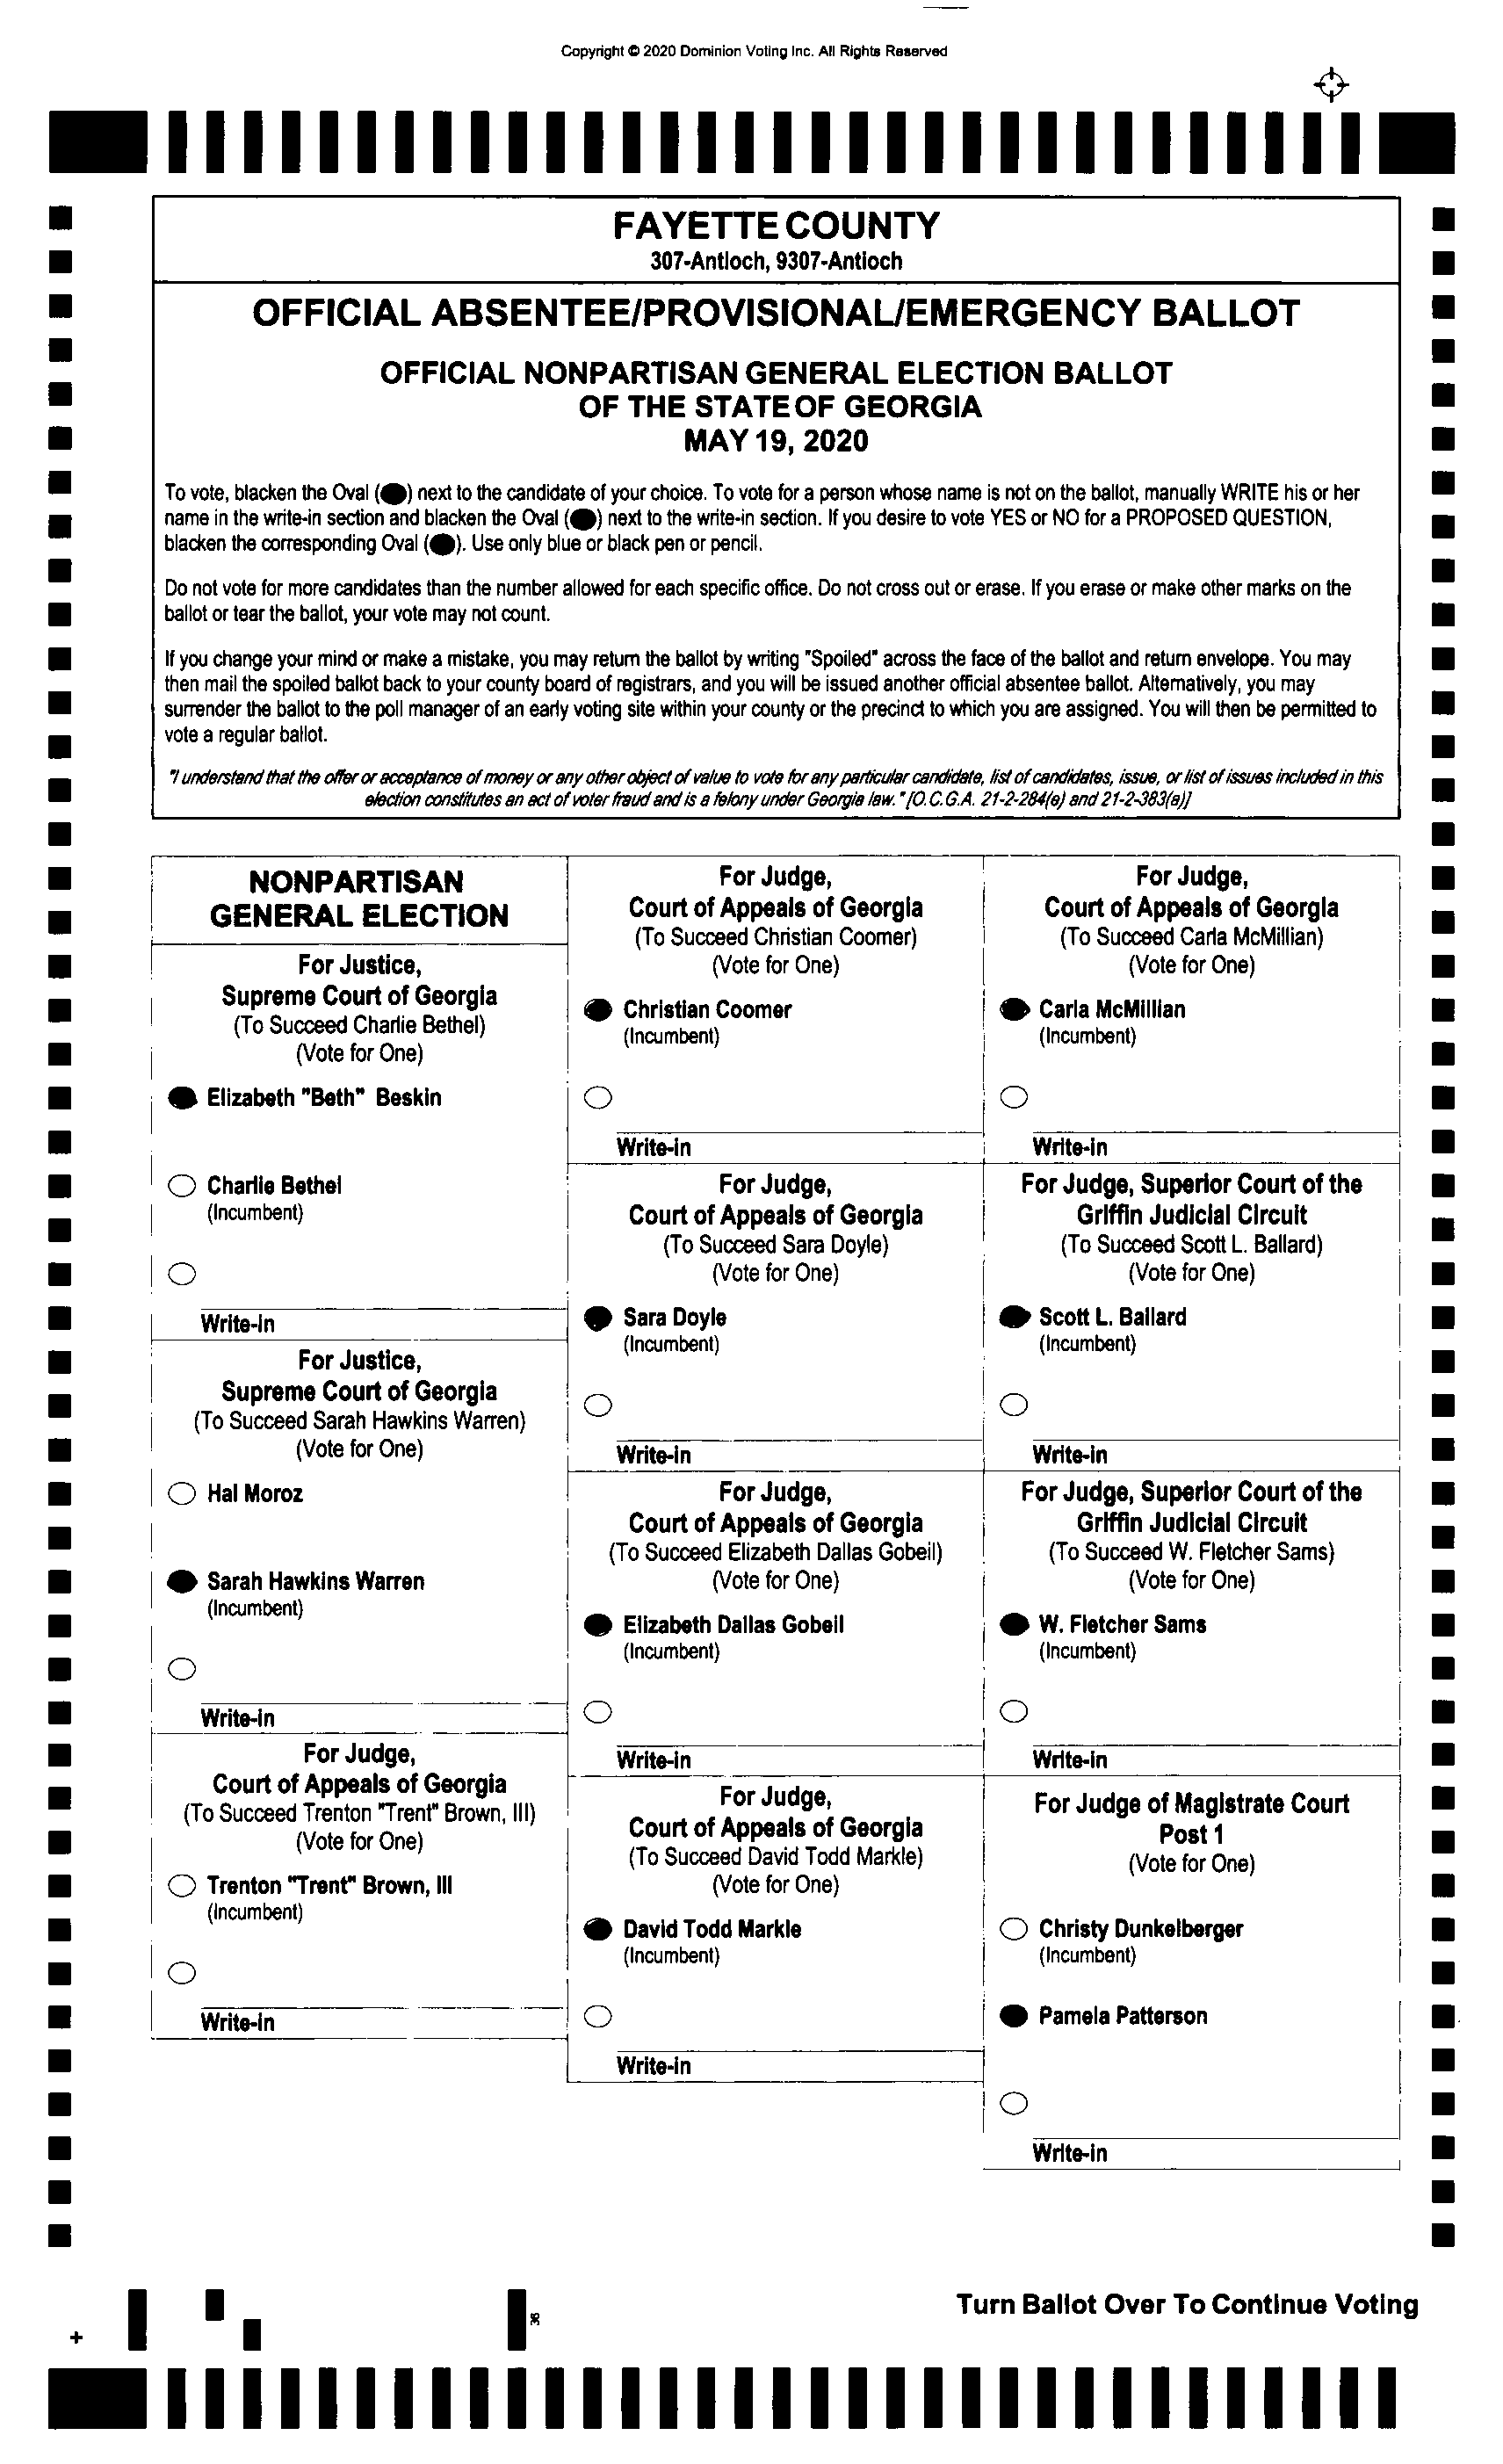 Copyright © 2020 Dominion Voting Inc. All Rights Reserved
FAYETTE COUNTY
307-Antioch, 9307-Antioch
OFFICIAL ABSENTEE/PROVISIONAL/EMERGENCY BALLOT
OFFICIAL NONPARTISAN GENERAL ELECTION BALLOT
OF THE STATE OF GEORGIA
MAY 19, 2020
To vote, blacken the Oval ( ) next to the candidate of your choice. To vote for a person whose name is not on the ballot, manually WRITE his or her
name in the write-in section and blacken the Oval ( ) next to the write-in section. If you desire to vote YES or NO for a PROPOSED QUESTION,
blacken the corresponding Oval ( ). Use only blue or black pen or pencil.
Do not vote for more candidates than the number allowed for each specific office. Do not cross out or erase. If you erase or make other marks on the
ballot or tear the ballot, your vote may not count.
If you change your mind or make a mistake, you may return the ballot by writing "Spoiled" across the face of the ballot and return envelope. You may
then mail the spoiled ballot back to your county board of registrars, and you will be issued another official absentee ballot. Alternatively, you may
surrender the ballot to the poll manager of an early voting site within your county or the precinct to which you are assigned. You will then be permitted to
vote a regular ballot.
"I understand that the offer or acceptance of money or any other object of value to vote for any particular candidate, list of candidates, issue, or list of issues included in this
election constitutes an act of voter fraud and is a felony under Georgia law." [O.C.G.A. 21-2-284(e) and 21-2-383(a)]
NONPARTISAN
GENERAL ELECTION
For Justice,
Supreme Court of Georgia
(To Succeed Charlie Bethel)
(Vote for One)
Elizabeth "Beth" Beskin
Charlie Bethel
(Incumbent)
Write-in
For Justice,
Supreme Court of Georgia
(To Succeed Sarah Hawkins Warren)
(Vote for One)
Hal Moroz
Sarah Hawkins Warren
(Incumbent)
Write-in
For Judge,
Court of Appeals of Georgia
(To Succeed Trenton "Trent" Brown, III)
(Vote for One)
Trenton "Trent" Brown, III
(Incumbent)
Write-in
For Judge,
Court of Appeals of Georgia
(To Succeed Christian Coomer)
(Vote for One)
Christian Coomer
(Incumbent)
Write-in
For Judge,
Court of Appeals of Georgia
(To Succeed Sara Doyle)
(Vote for One)
Sara Doyle
(Incumbent)
Write-in
For Judge,
Court of Appeals of Georgia
(To Succeed Elizabeth Dallas Gobeil)
(Vote for One)
Elizabeth Dallas Gobeil
(Incumbent)
Write-in
For Judge,
Court of Appeals of Georgia
(To Succeed David Todd Markle)
(Vote for One)
David Todd Markle
(Incumbent)
Write-in
For Judge,
Court of Appeals of Georgia
(To Succeed Carla McMillian)
(Vote for One)
Carla McMillian
(Incumbent)
Write-in
For Judge, Superior Court of the
Griffin Judicial Circuit
(To Succeed Scott L. Ballard)
(Vote for One)
Scott L. Ballard
(Incumbent)
Write-in
For Judge, Superior Court of the
Griffin Judicial Circuit
(To Succeed W. Fletcher Sams)
(Vote for One)
W. Fletcher Sams
(Incumbent)
Write-in
For Judge of Magistrate Court
Post 1
(Vote for One)
Christy Dunkelberger
(Incumbent)
Pamela Patterson
Write-in
Turn Ballot Over To Continue Voting